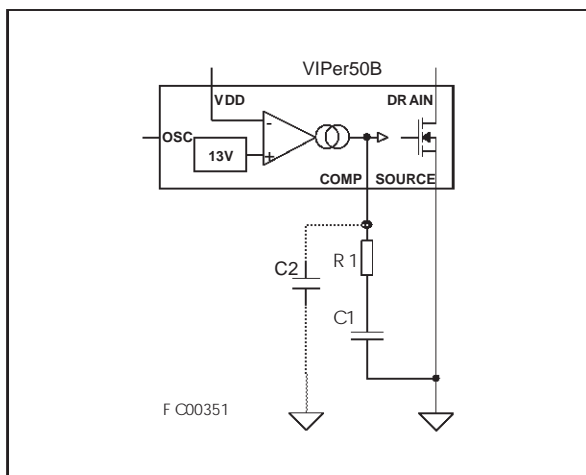 VIPer50B
VDD
DRAIN
OSC
-
13V
+
COMP SOURCE
C2
R1
C1
FC00351